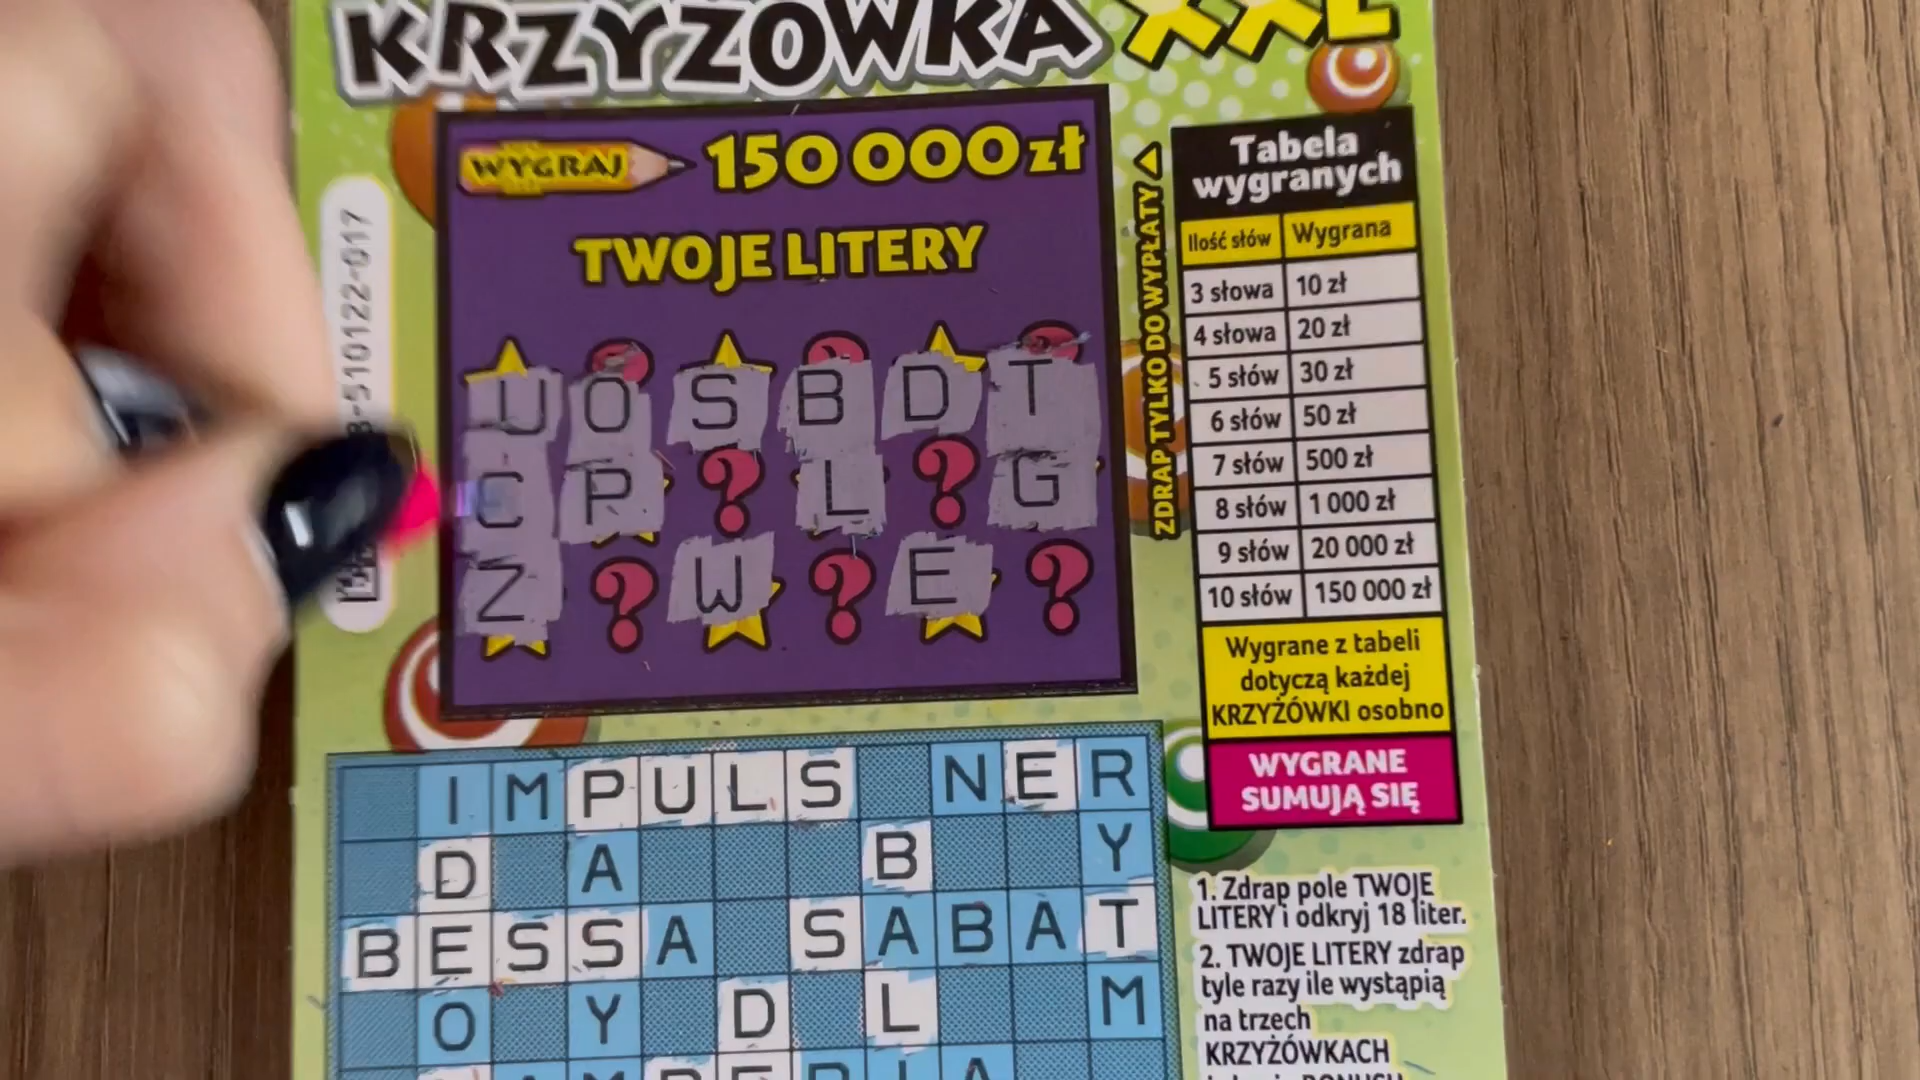 KRZYŻÓWKA XXL
WYGRAJ 150 000 zł
TWOJE LITERY
U O S B D T
C P ? L ? G
Z ? W ? E ?
510122-017
ZDRAP TYLKO DO WYPŁATY
Tabela
wygranych
Ilość słów Wygrana
3 słowa 10 zł
4 słowa 20 zł
5 słów 30 zł
6 słów 50 zł
7 słów 500 zł
8 słów 1 000 zł
9 słów 20 000 zł
10 słów 150 000 zł
Wygrane z tabeli
dotyczą każdej
KRZYŻÓWKI osobno
WYGRANE
SUMUJĄ SIĘ
I M P U L S N E R
D A B Y
B E S S A S A B A T
O Y D L M
1. Zdrap pole TWOJE
LITERY i odkryj 18 liter.
2. TWOJE LITERY zdrap
tyle razy ile wystąpią
na trzech
KRZYŻÓWKACH